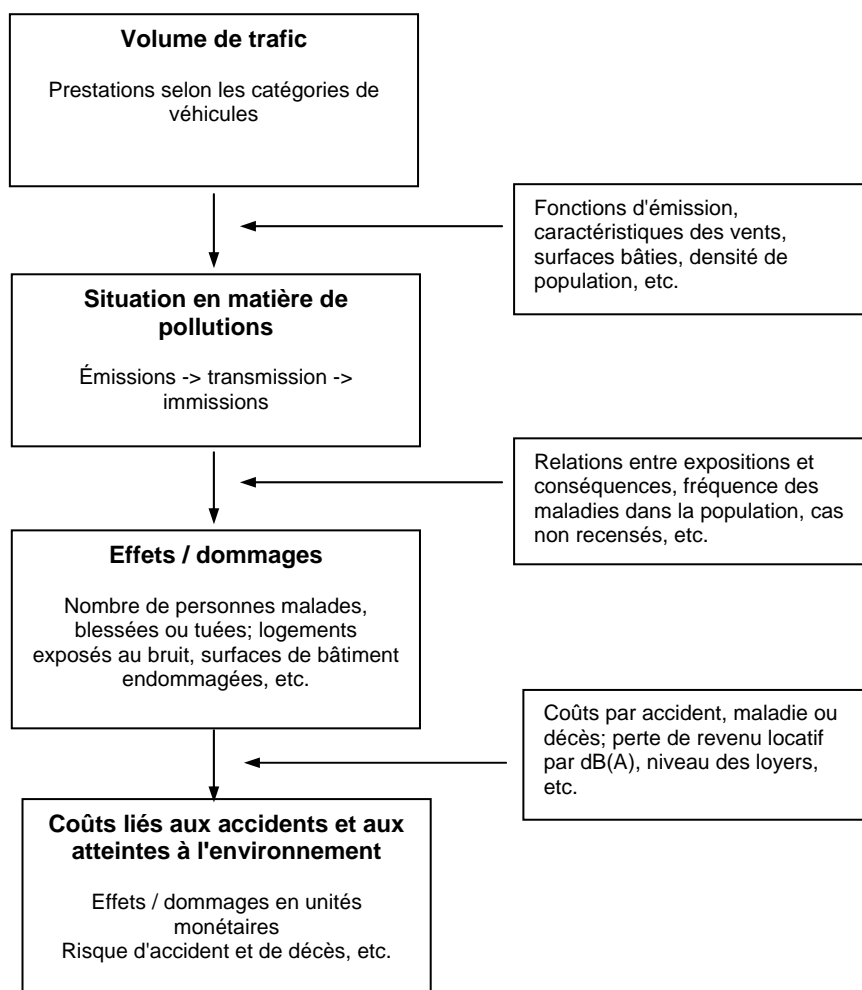 Volume de trafic
Prestations selon les catégories de
véhicules
Fonctions d'émission,
caractéristiques des vents,
surfaces bâties, densité de
population, etc.
Situation en matière de
pollutions
Émissions -> transmission ->
immissions
Relations entre expositions et
conséquences, fréquence des
maladies dans la population, cas
non recensés, etc.
Effets / dommages
Nombre de personnes malades,
blessées ou tuées; logements
exposés au bruit, surfaces de bâtiment
endommagées, etc.
Coûts par accident, maladie ou
décès; perte de revenu locatif
par dB(A), niveau des loyers,
etc.
Coûts liés aux accidents et aux
atteintes à l'environnement
Effets / dommages en unités
monétaires
Risque d'accident et de décès, etc.